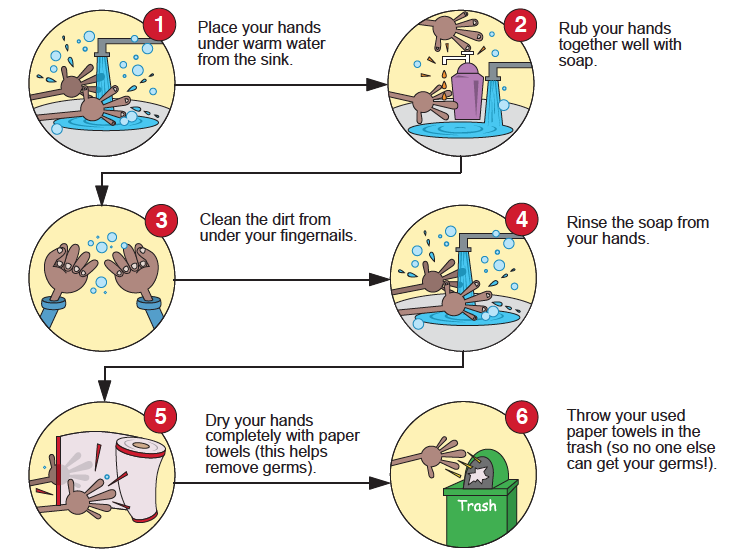 1
Place your hands
under warm water
from the sink.
2
Rub your hands
together well with
soap.
3
Clean the dirt from
under your fingernails.
4
Rinse the soap from
your hands.
5
Dry your hands
completely with paper
towels (this helps
remove germs).
6
Throw your used
paper towels in the
trash (so no one else
can get your germs!).
Trash